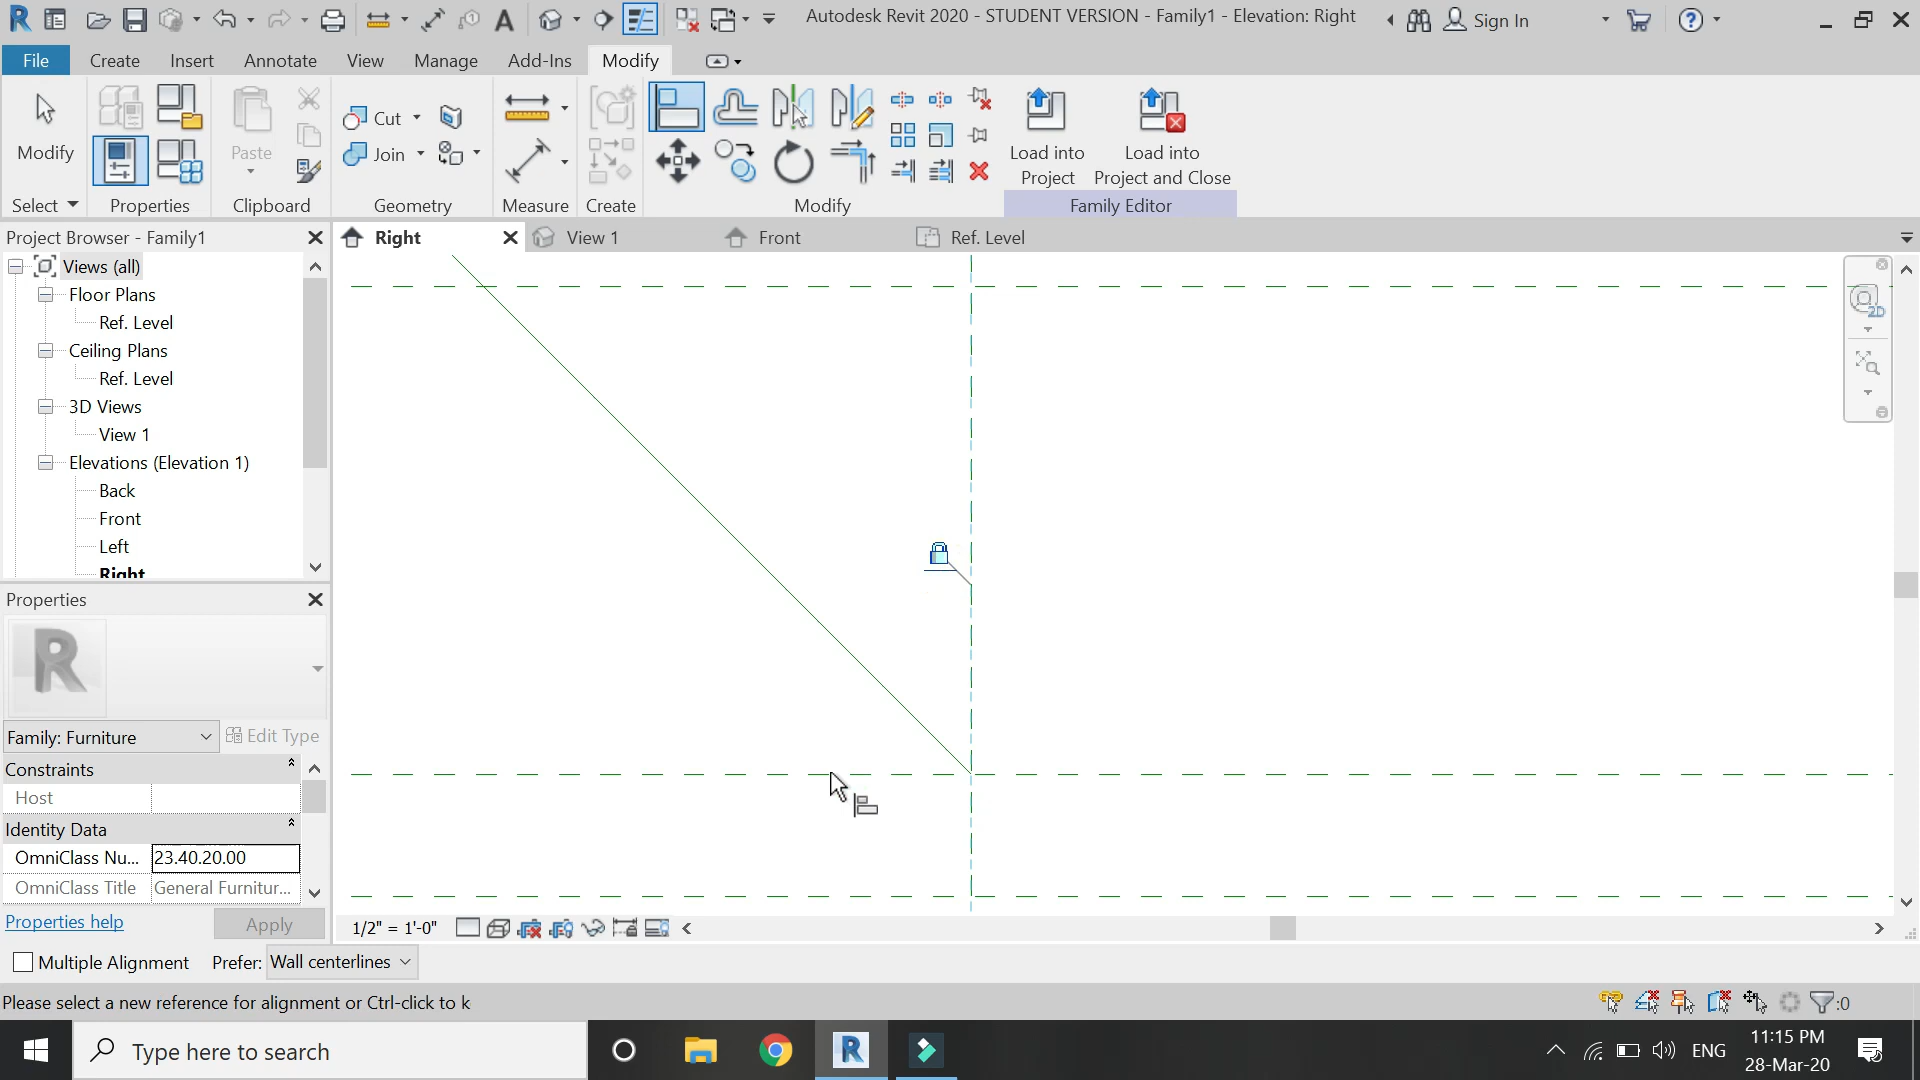 Autodesk Revit 2020 - STUDENT VERSION - Family1 - Elevation: Right
Sign In
File Create Insert Annotate View Manage Add-Ins Modify
Modify
Paste
Cut
Join
Load into Project
Load into Project and Close
Select Properties Clipboard Geometry Measure Create Modify Family Editor
Project Browser - Family1
Right View 1 Front Ref. Level
Views (all)
Floor Plans
Ref. Level
Ceiling Plans
Ref. Level
3D Views
View 1
Elevations (Elevation 1)
Back
Front
Left
Right
2D
Properties
R
Family: Furniture Edit Type
Constraints
Host
Identity Data
OmniClass Nu... 23.40.20.00
OmniClass Title General Furnitur...
Properties help Apply
1/2" = 1'-0"
Multiple Alignment Prefer: Wall centerlines
Please select a new reference for alignment or Ctrl-click to k
:0
Type here to search
ENG
11:15 PM
28-Mar-20